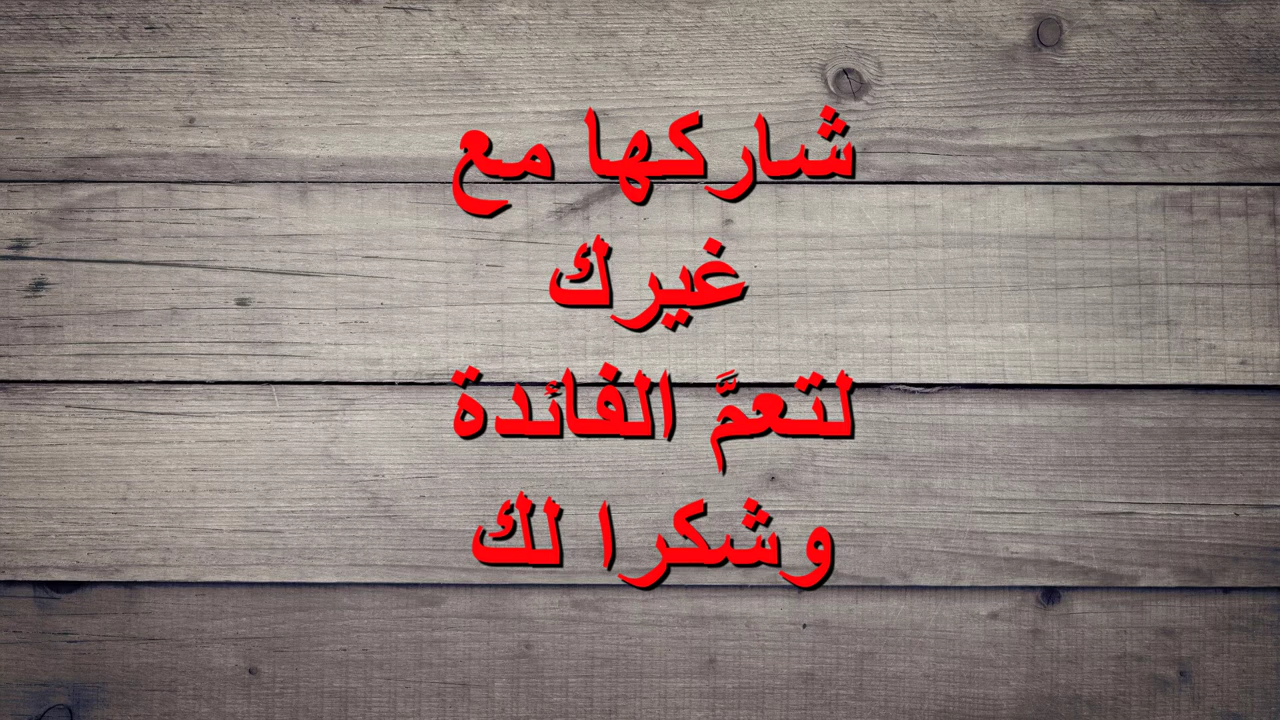 شاركها مع
غيرك
لتعمَّ الفائدة
وشكرا لك